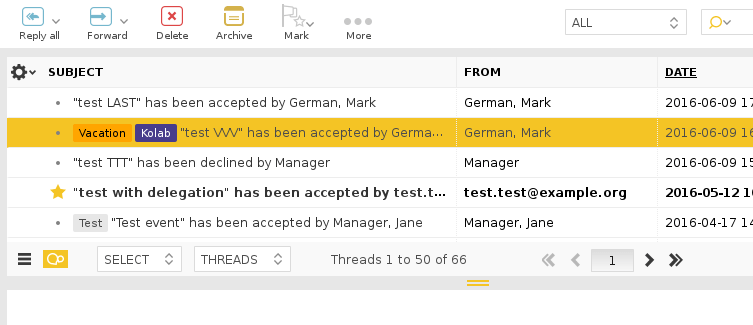 Reply all Forward Delete Archive Mark More ALL
SUBJECT FROM DATE
"test LAST" has been accepted by German, Mark German, Mark 2016-06-09 17
Vacation Kolab "test VVV" has been accepted by Germa... German, Mark 2016-06-09 16
"test TTT" has been declined by Manager Manager 2016-06-09 15
"test with delegation" has been accepted by test.t... test.test@example.org 2016-05-12 1
Test "Test event" has been accepted by Manager, Jane Manager, Jane 2016-04-17 14
SELECT THREADS Threads 1 to 50 of 66 1